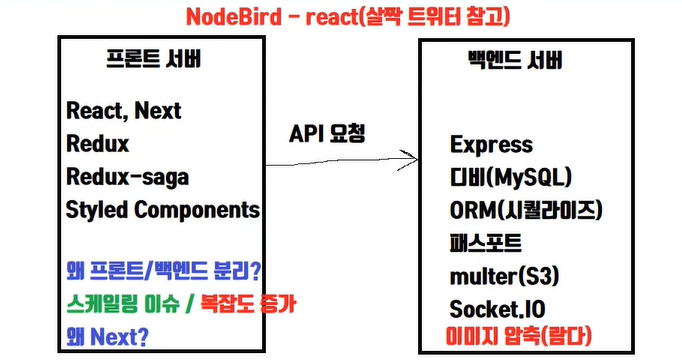 NodeBird - react(살짝 트위터 참고)
프론트 서버
React, Next
Redux
Redux-saga
Styled Components
왜 프론트/백엔드 분리?
스케일링 이슈 / 복잡도 증가
왜 Next?
API 요청
백엔드 서버
Express
디비(MySQL)
ORM(시퀄라이즈)
패스포트
multer(S3)
Socket.IO
이미지 압축(람다)